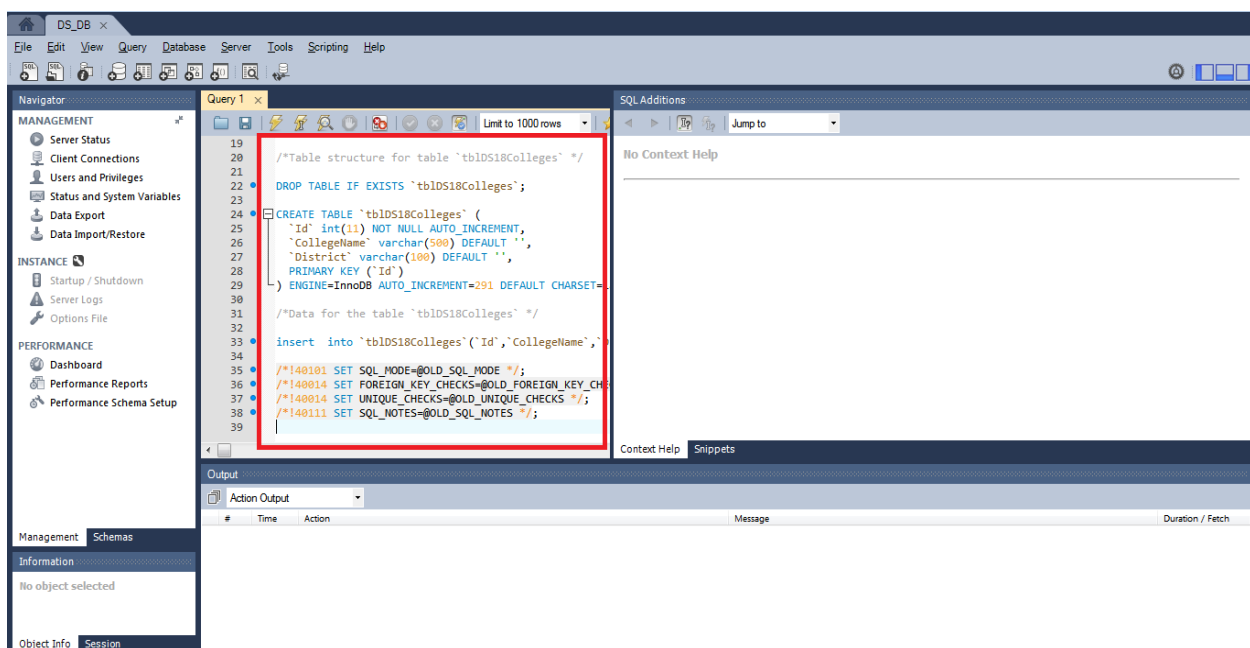 DS_DB ×
File Edit View Query Database Server Tools Scripting Help
Navigator
MANAGEMENT
Server Status
Client Connections
Users and Privileges
Status and System Variables
Data Export
Data Import/Restore
INSTANCE
Startup / Shutdown
Server Logs
Options File
PERFORMANCE
Dashboard
Performance Reports
Performance Schema Setup
Management Schemas
Information
No object selected
Object Info Session
Query 1 ×
Limit to 1000 rows
19
20 /*Table structure for table `tblDS18Colleges` */
21
22 DROP TABLE IF EXISTS `tblDS18Colleges`;
23
24 CREATE TABLE `tblDS18Colleges` (
25 `Id` int(11) NOT NULL AUTO_INCREMENT,
26 `CollegeName` varchar(500) DEFAULT '',
27 `District` varchar(100) DEFAULT '',
28 PRIMARY KEY (`Id`)
29 ) ENGINE=InnoDB AUTO_INCREMENT=291 DEFAULT CHARSET=
30
31 /*Data for the table `tblDS18Colleges` */
32
33 insert into `tblDS18Colleges`(`Id`,`CollegeName`,`
34
35 /*!40101 SET SQL_MODE=@OLD_SQL_MODE */;
36 /*!40014 SET FOREIGN_KEY_CHECKS=@OLD_FOREIGN_KEY_CHE
37 /*!40014 SET UNIQUE_CHECKS=@OLD_UNIQUE_CHECKS */;
38 /*!40111 SET SQL_NOTES=@OLD_SQL_NOTES */;
39
SQL Additions
Jump to
No Context Help
Context Help Snippets
Output
Action Output
# Time Action Message Duration / Fetch